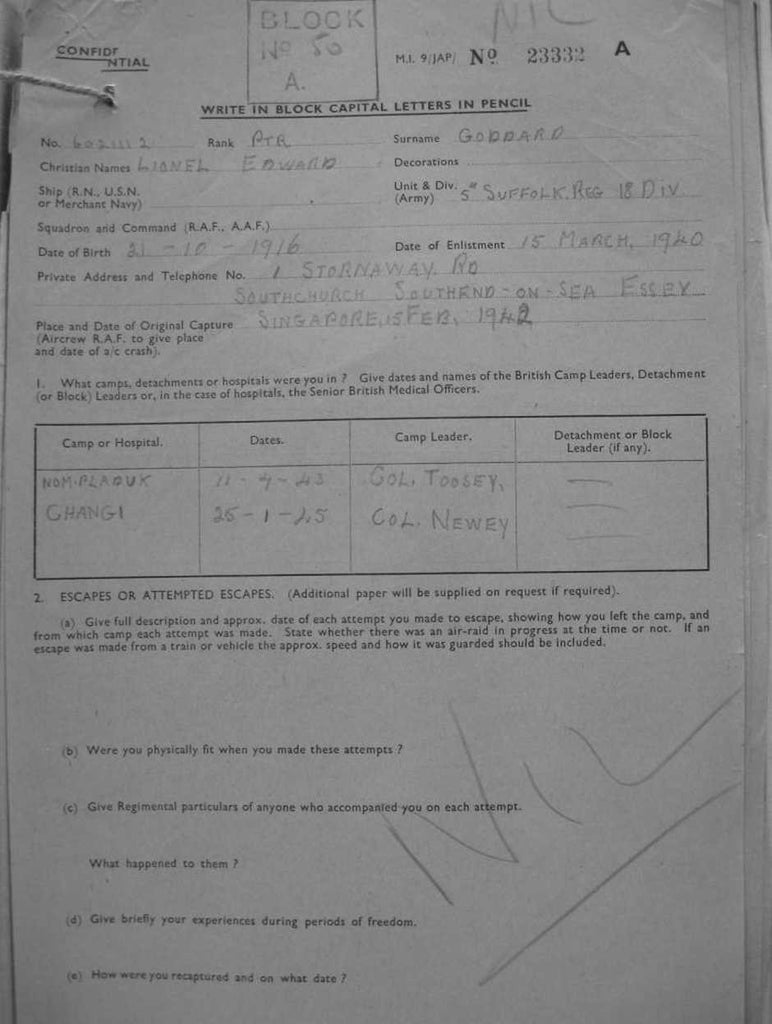 BLOCK
Nº 50
A.
NIL
CONFIDENTIAL
M.I. 9/JAP/ Nº 23332 A
WRITE IN BLOCK CAPITAL LETTERS IN PENCIL
No. Rank PTE Surname GODDARD
Christian Names LIONEL EDWARD Decorations
Ship (R.N., U.S.N. or Merchant Navy) Unit & Div. (Army) 5th SUFFOLK. REG 18 DIV
Squadron and Command (R.A.F., A.A.F.)
Date of Birth 21-10-1916 Date of Enlistment 15 MARCH, 1940
Private Address and Telephone No. 1 STORNAWAY. RD
SOUTHCHURCH SOUTHEND-ON-SEA ESSEX
Place and Date of Original Capture SINGAPORE, 15 FEB, 1942
(Aircrew R.A.F. to give place
and date of a/c crash).
1. What camps, detachments or hospitals were you in ? Give dates and names of the British Camp Leaders, Detachment
(or Block) Leaders or, in the case of hospitals, the Senior British Medical Officers.
Camp or Hospital. Dates. Camp Leader. Detachment or Block Leader (if any).
NOM. PLADUK 11-4-43 COL. TOOSEY, —
CHANGI 25-1-45 COL. NEWEY —
—
2. ESCAPES OR ATTEMPTED ESCAPES. (Additional paper will be supplied on request if required).
(a) Give full description and approx. date of each attempt you made to escape, showing how you left the camp, and
from which camp each attempt was made. State whether there was an air-raid in progress at the time or not. If an
escape was made from a train or vehicle the approx. speed and how it was guarded should be included.
(b) Were you physically fit when you made these attempts ?
(c) Give Regimental particulars of anyone who accompanied you on each attempt.
NIL
What happened to them ?
(d) Give briefly your experiences during periods of freedom.
(e) How were you recaptured and on what date ?